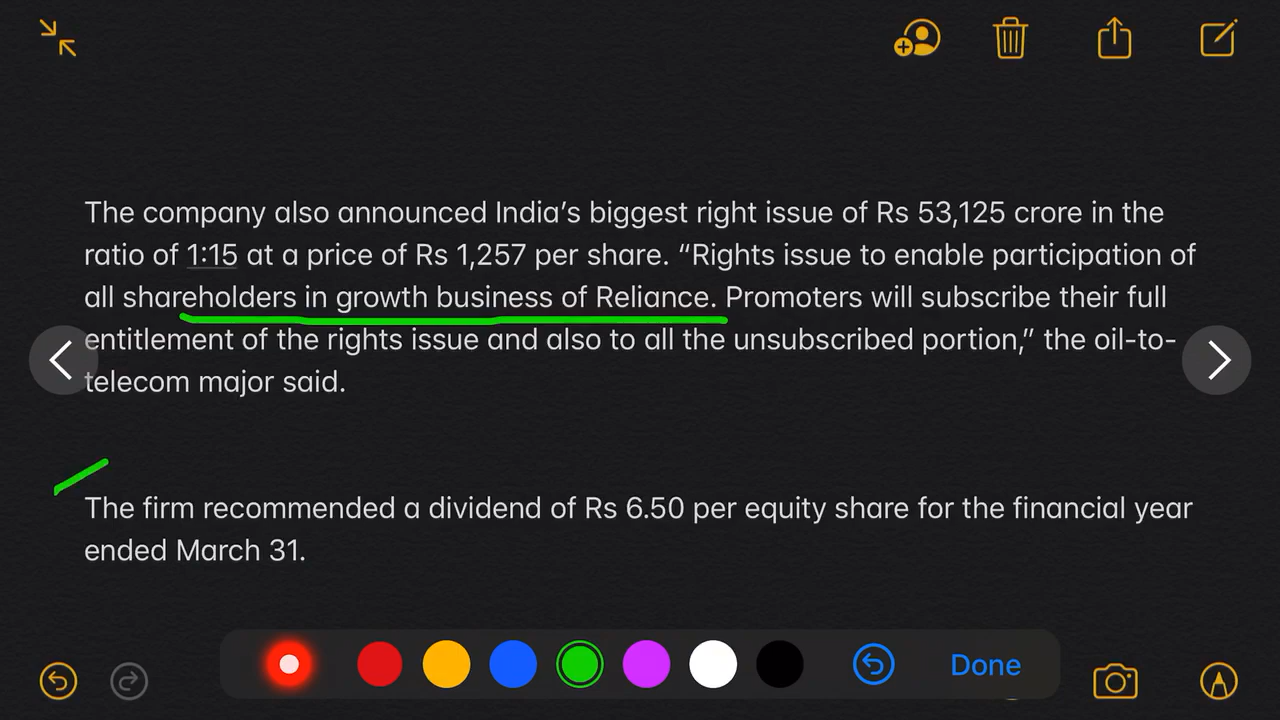 The company also announced India’s biggest right issue of Rs 53,125 crore in the
ratio of 1:15 at a price of Rs 1,257 per share. “Rights issue to enable participation of
all shareholders in growth business of Reliance. Promoters will subscribe their full
entitlement of the rights issue and also to all the unsubscribed portion,” the oil-to-
telecom major said.
The firm recommended a dividend of Rs 6.50 per equity share for the financial year
ended March 31.
Done